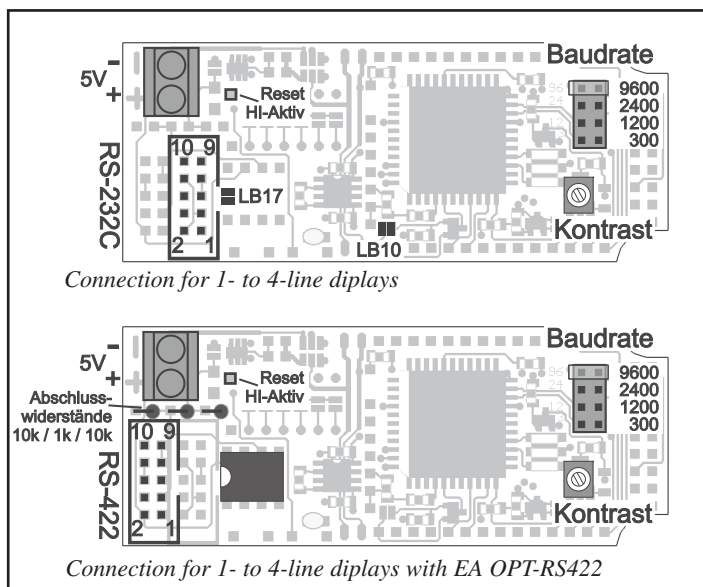 Baudrate
5V
-
+
Reset
HI-Aktiv
9600
2400
1200
300
RS-232C
10 9
2 1
LB17
LB10
Kontrast
Connection for 1- to 4-line diplays
Baudrate
5V
-
+
Reset
HI-Aktiv
9600
2400
1200
300
Abschluss-
widerstände
10k / 1k / 10k
RS-422
10 9
2 1
Kontrast
Connection for 1- to 4-line diplays with EA OPT-RS422